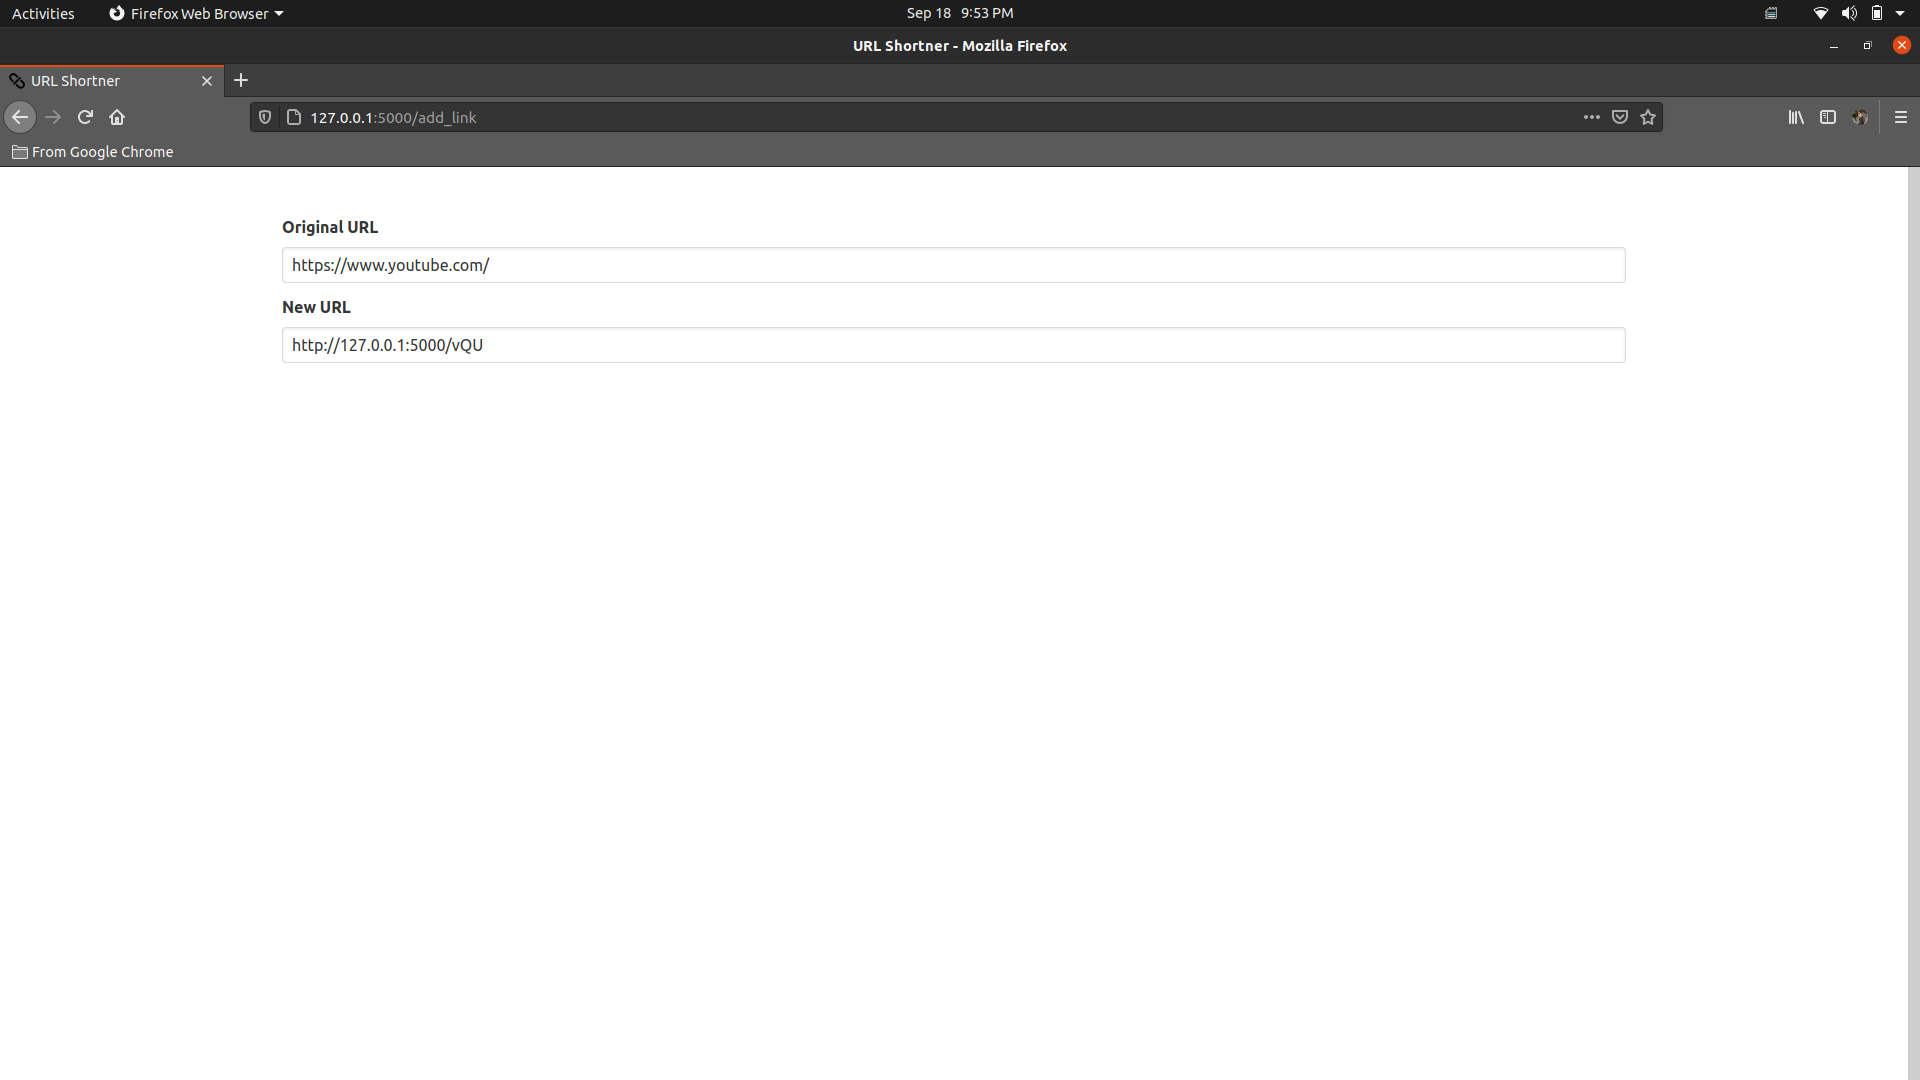 Activities
Firefox Web Browser
Sep 18 9:53 PM
URL Shortner - Mozilla Firefox
URL Shortner
127.0.0.1:5000/add_link
From Google Chrome
Original URL
https://www.youtube.com/
New URL
http://127.0.0.1:5000/vQU